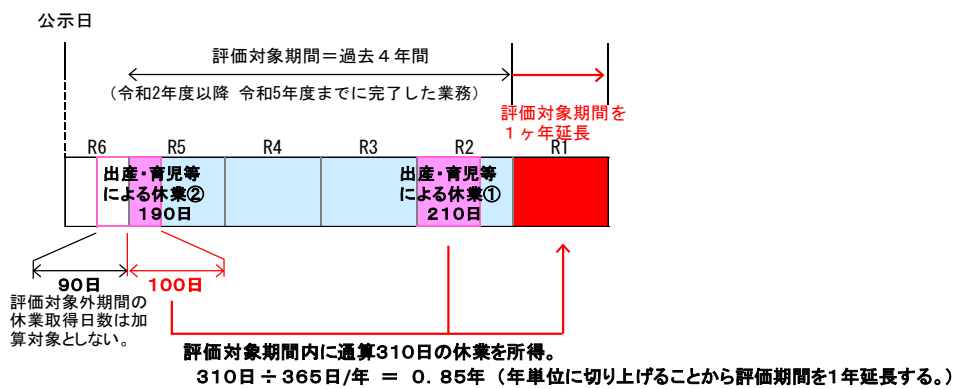 公示日
評価対象期間＝過去４年間
（令和2年度以降 令和5年度までに完了した業務）
評価対象期間を
１ヶ年延長
R6
R5
R4
R3
R2
R1
出産・育児等
による休業②
190日
出産・育児等
による休業①
210日
90日
100日
評価対象外期間の
休業取得日数は加
算対象としない。
評価対象期間内に通算310日の休業を所得。
310日÷365日/年 ＝ 0.85年（年単位に切り上げることから評価期間を1年延長する。）